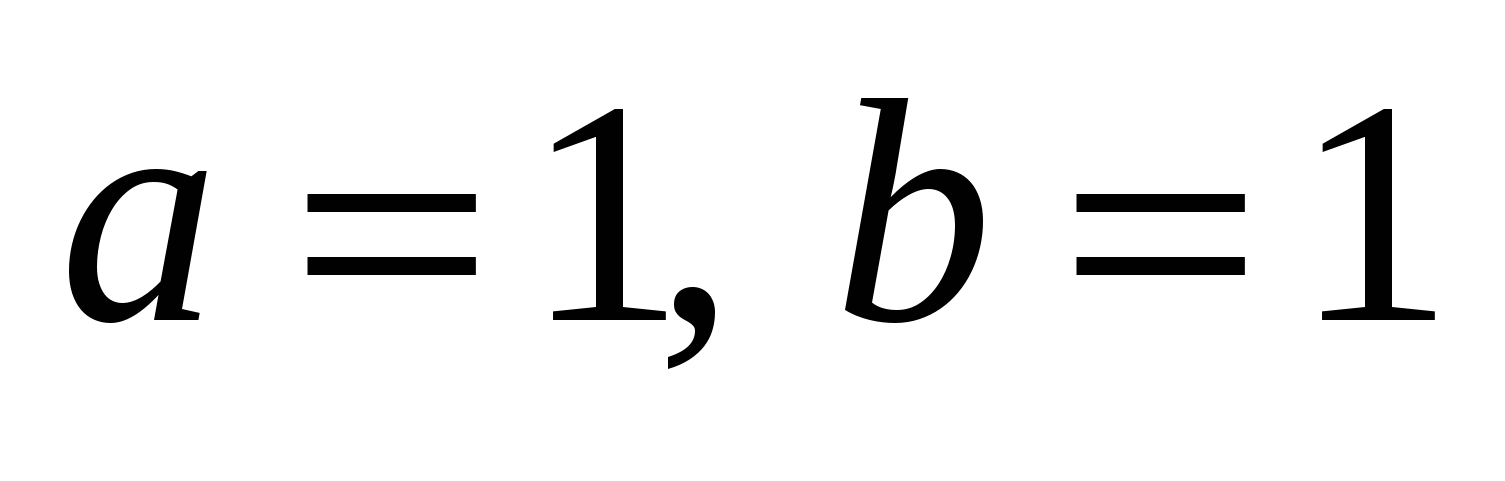 a = 1, b = 1